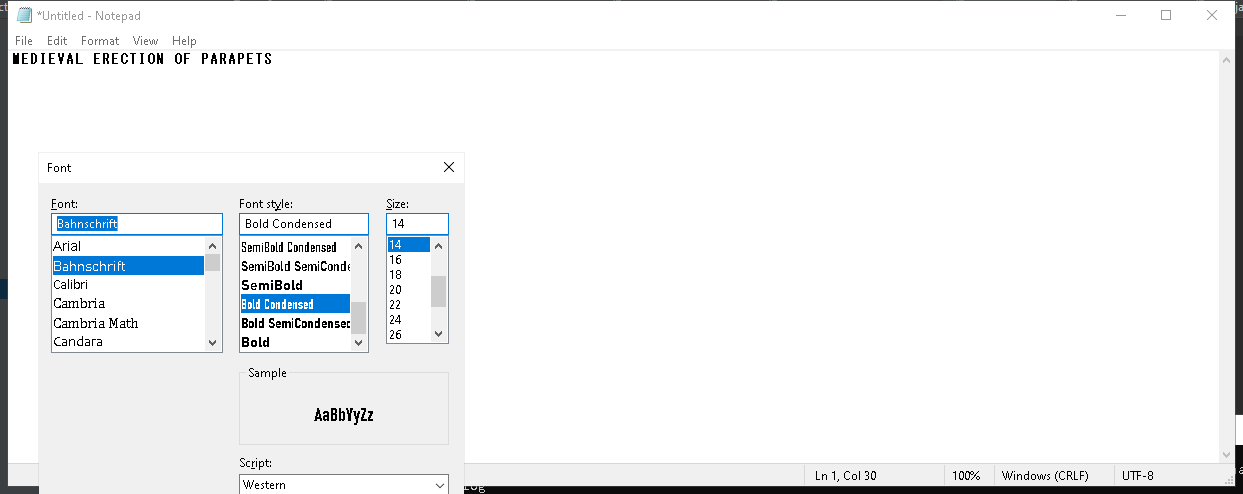 *Untitled - Notepad
File Edit Format View Help
MEDIEVAL ERECTION OF PARAPETS
Font
Font: Font style: Size:
Bahnschrift Bold Condensed 14
Arial SemiBold Condensed 14
Bahnschrift SemiBold SemiConde 16
Calibri SemiBold 18
Cambria Bold Condensed 20
Cambria Math Bold SemiCondensed 22
Candara Bold 24
26
Sample
AaBbYyZz
Script:
Western
Ln 1, Col 30 100% Windows (CRLF) UTF-8